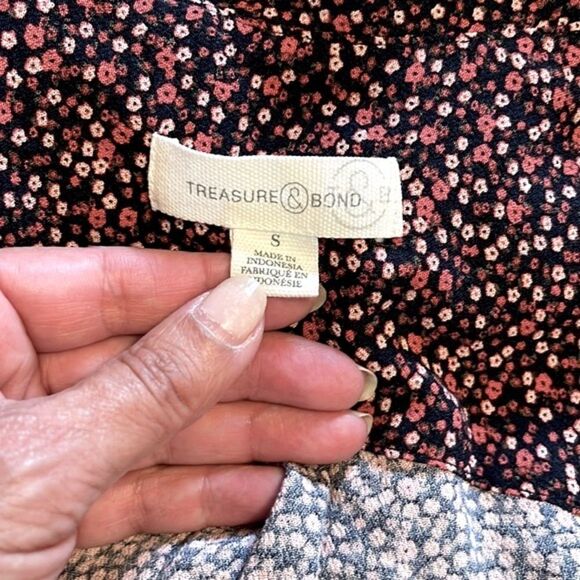 TREASURE & BOND
S
MADE IN
INDONESIA
FABRIQUÉ EN
INDONÉSIE